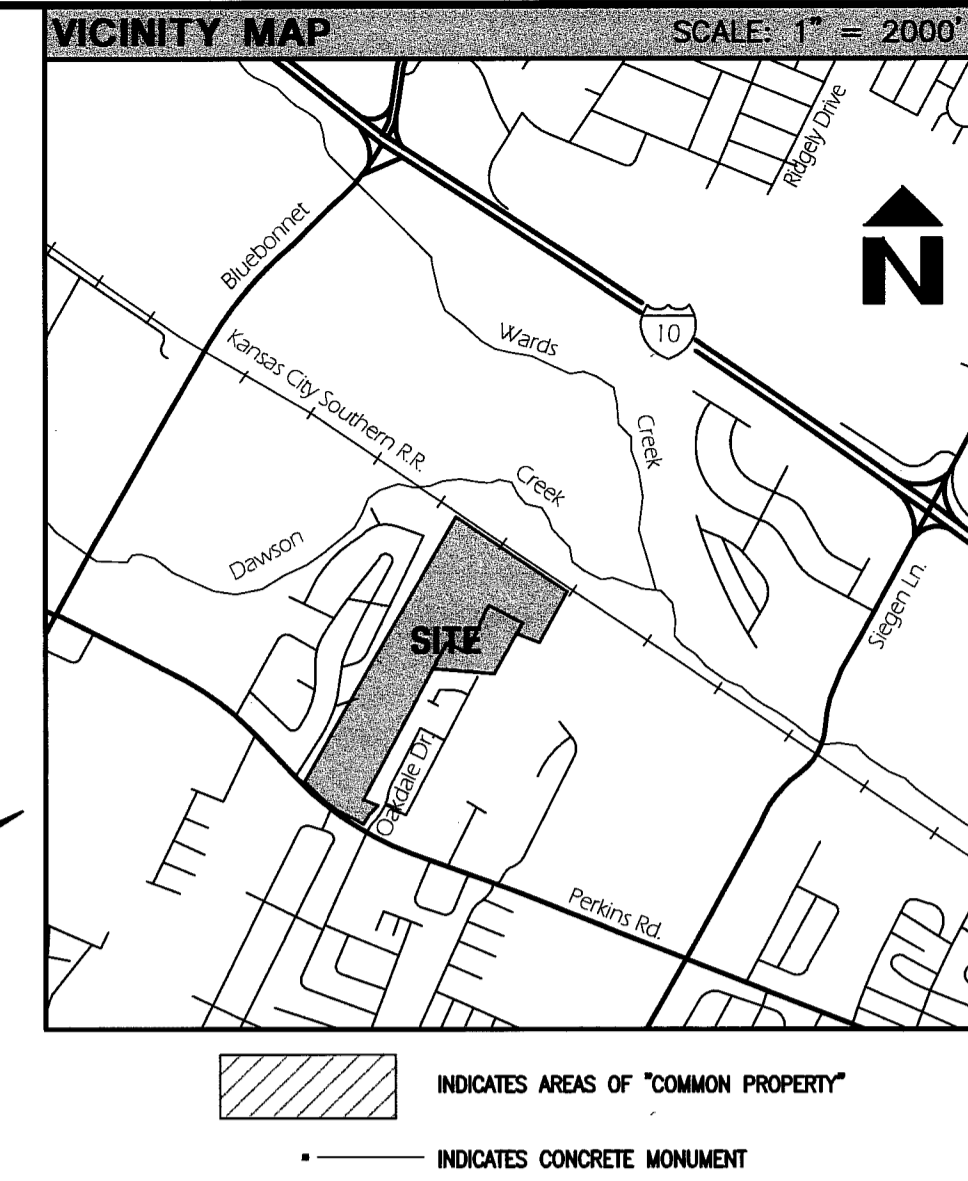 VICINITY MAP SCALE: 1" = 2000'
Ridgely Drive
N
Bluebonnet
10
Wards
Creek
Kansas City Southern R.R.
Creek
Dawson
Siegen Ln.
SITE
Oakdale Dr.
Perkins Rd.
INDICATES AREAS OF "COMMON PROPERTY"
INDICATES CONCRETE MONUMENT